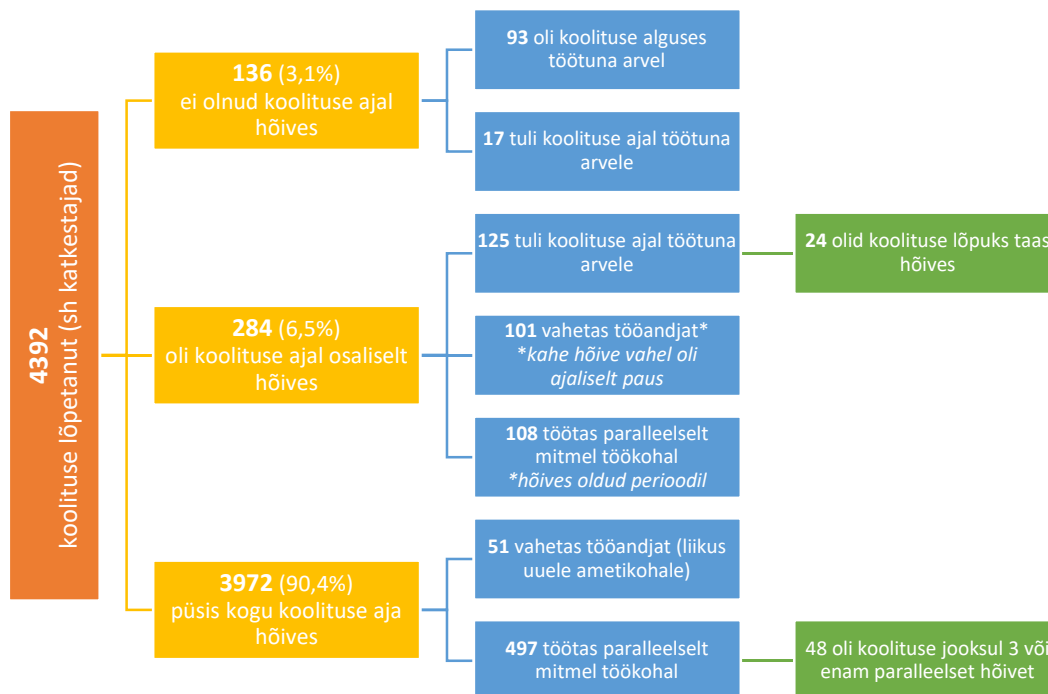 4392
koolituse lõpetanut (sh katkestajad)
136 (3,1%)
ei olnud koolituse ajal
hõives
93 oli koolituse alguses
töötuna arvel
17 tuli koolituse ajal töötuna
arvele
284 (6,5%)
oli koolituse ajal osaliselt
hõives
125 tuli koolituse ajal töötuna
arvele
24 olid koolituse lõpuks taas
hõives
101 vahetas tööandjat*
*kahe hõive vahel oli
ajaliselt paus
108 töötas paralleelselt
mitmel töökohal
*hõives oldud perioodil
3972 (90,4%)
püsis kogu koolituse aja
hõives
51 vahetas tööandjat (liikus
uuele ametikohale)
497 töötas paralleelselt
mitmel töökohal
48 oli koolituse jooksul 3 või
enam paralleelset hõivet